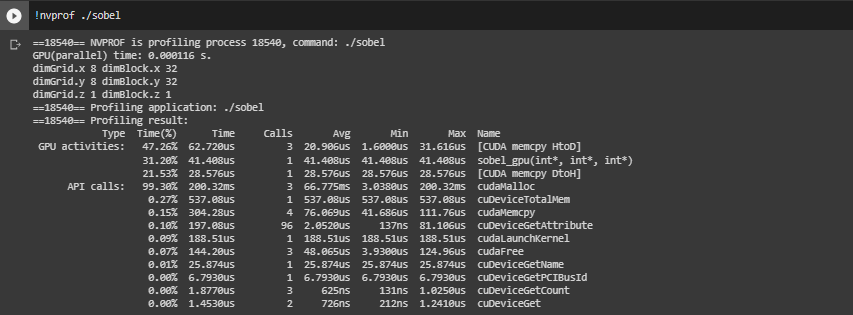 !nvprof ./sobel
==18540== NVPROF is profiling process 18540, command: ./sobel
GPU(parallel) time: 0.000116 s.
dimGrid.x 8 dimBlock.x 32
dimGrid.y 8 dimBlock.y 32
dimGrid.z 1 dimBlock.z 1
==18540== Profiling application: ./sobel
==18540== Profiling result:
Type Time(%) Time Calls Avg Min Max Name
GPU activities: 47.26% 62.720us 3 20.906us 1.6000us 31.616us [CUDA memcpy HtoD]
31.20% 41.408us 1 41.408us 41.408us 41.408us sobel_gpu(int*, int*, int*)
21.53% 28.576us 1 28.576us 28.576us 28.576us [CUDA memcpy DtoH]
API calls: 99.30% 200.32ms 3 66.775ms 3.0380us 200.32ms cudaMalloc
0.27% 537.08us 1 537.08us 537.08us 537.08us cuDeviceTotalMem
0.15% 304.28us 4 76.069us 41.686us 111.76us cudaMemcpy
0.10% 197.08us 96 2.0520us 137ns 81.106us cuDeviceGetAttribute
0.09% 188.51us 1 188.51us 188.51us 188.51us cudaLaunchKernel
0.07% 144.20us 3 48.065us 3.9300us 124.96us cudaFree
0.01% 25.874us 1 25.874us 25.874us 25.874us cuDeviceGetName
0.00% 6.7930us 1 6.7930us 6.7930us 6.7930us cuDeviceGetPCIBusId
0.00% 1.8770us 3 625ns 131ns 1.0250us cuDeviceGetCount
0.00% 1.4530us 2 726ns 212ns 1.2410us cuDeviceGet